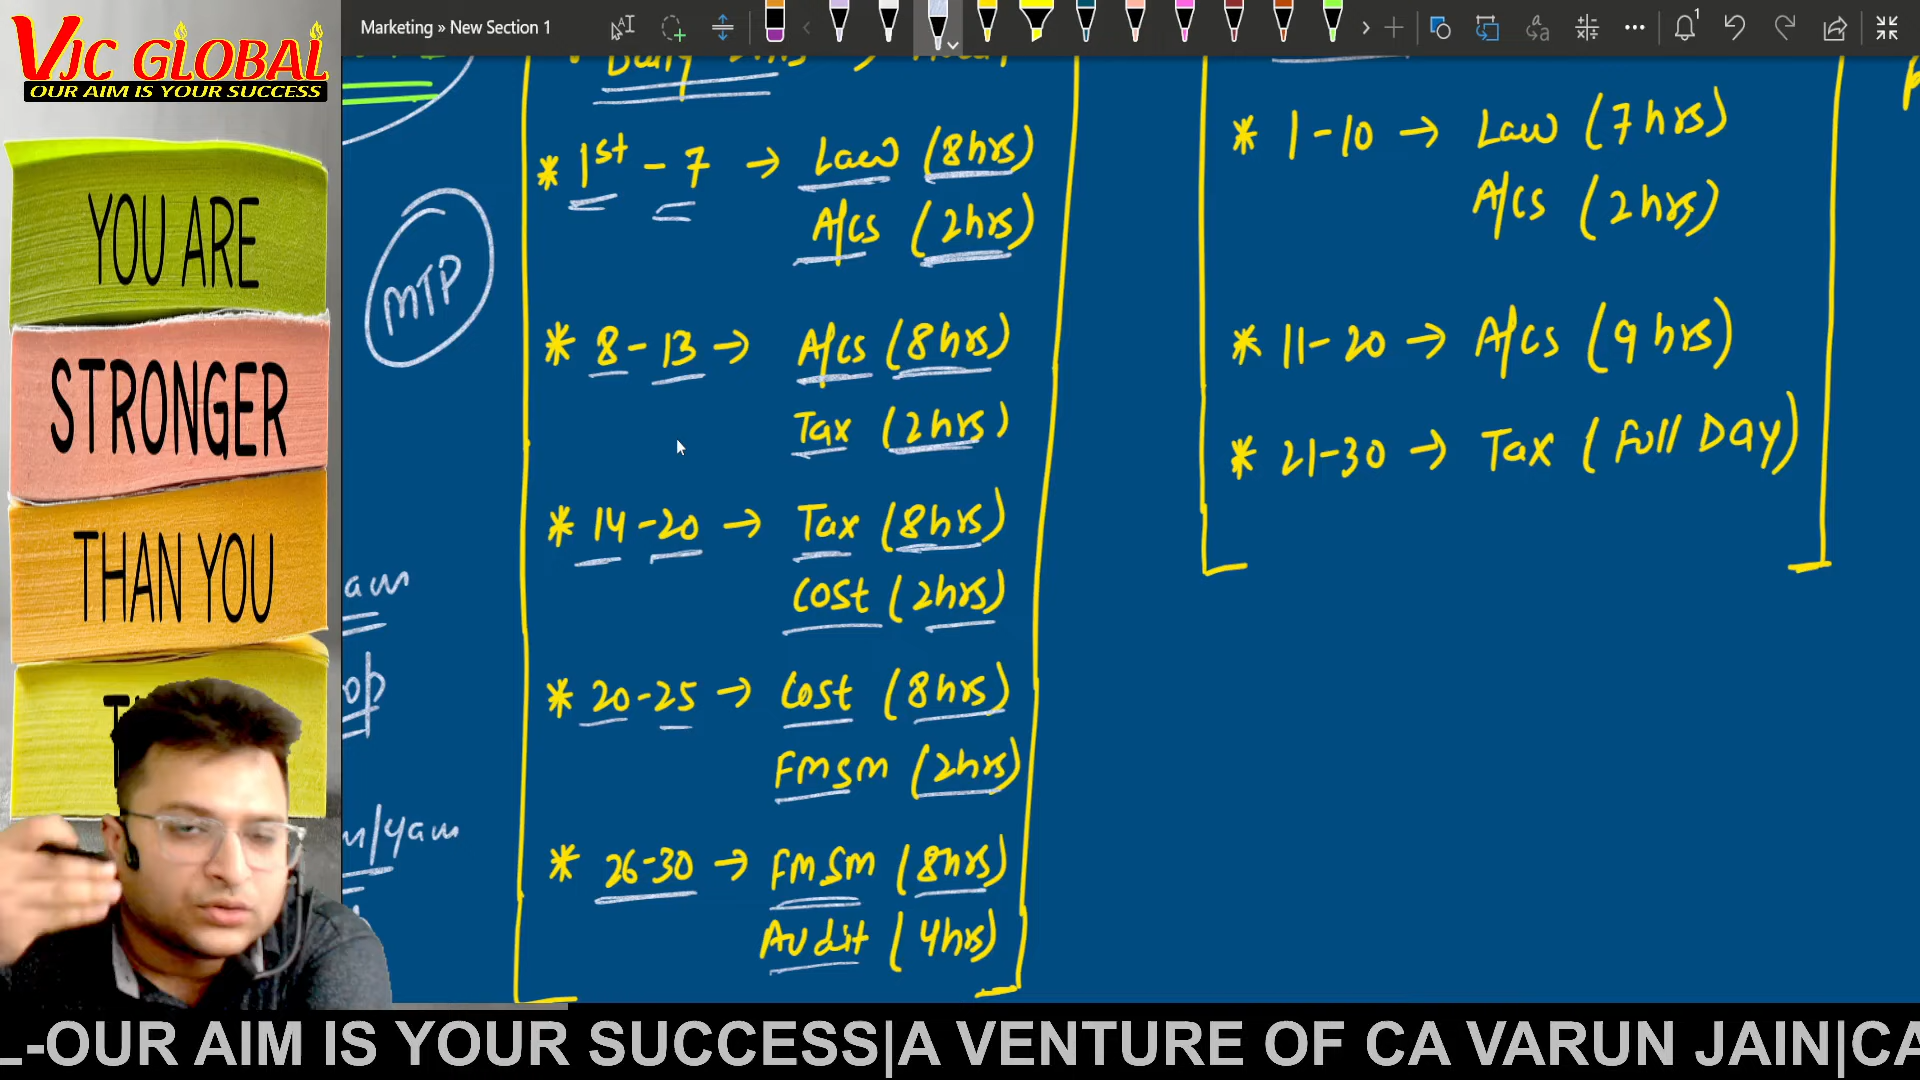 VJC GLOBAL
OUR AIM IS YOUR SUCCESS
YOU ARE
STRONGER
THAN YOU
Marketing » New Section 1
MTP
* 1st - 7 → Law (8hrs)
A/cs (2hrs)
* 8-13 → A/cs (8hrs)
Tax (2hrs)
* 14-20 → Tax (8hrs)
Cost (2hrs)
* 20-25 → Cost (8hrs)
FMSM (2hrs)
* 26-30 → FMSM (8hrs)
Audit (4hrs)
* 1-10 → Law (7hrs)
A/cs (2hrs)
* 11-20 → A/cs (9 hrs)
* 21-30 → Tax (Full Day)
L-OUR AIM IS YOUR SUCCESS|A VENTURE OF CA VARUN JAIN|CA